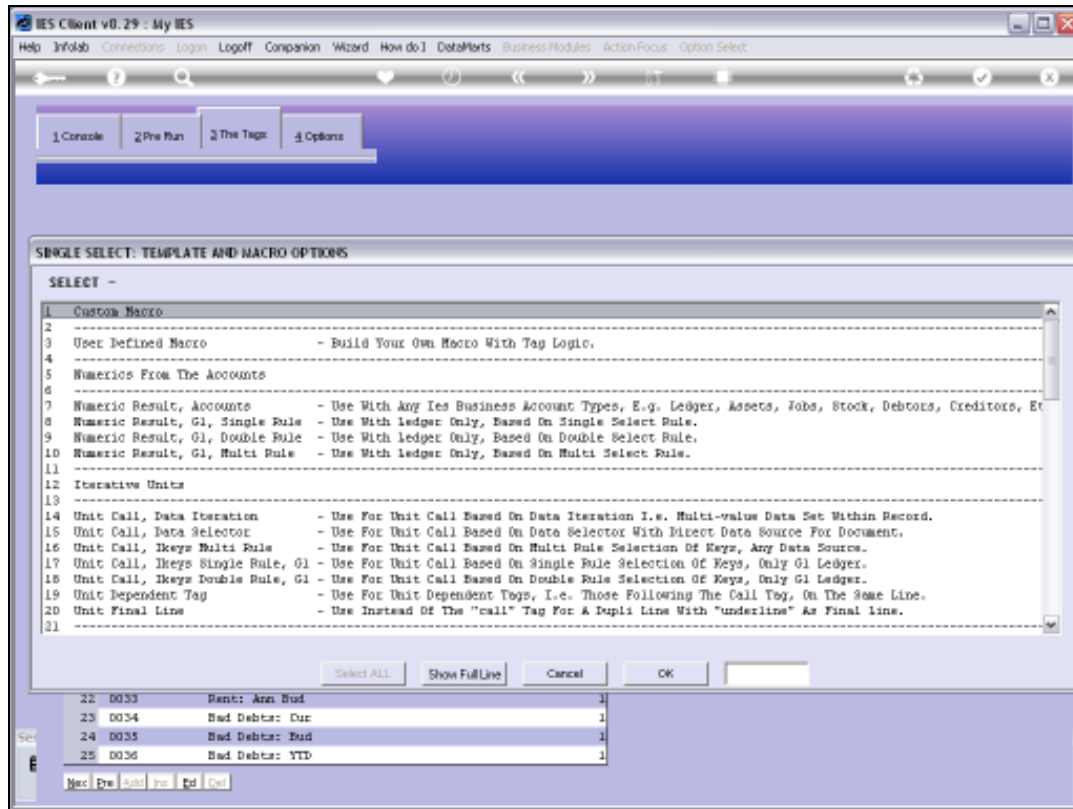 IES Client v8.29 : My IES
Help Infolab Connections Logon Logoff Companion Wizard How do I DataMarts Business Modules Action Focus Option Select
1 Console 2 Pre Run 3 The Tags 4 Options
SINGLE SELECT: TEMPLATE AND MACRO OPTIONS
SELECT -
1 Custom Macro
2 ----------------------------------------
3 User Defined Macro - Build Your Own Macro With Tag Logic.
4 ----------------------------------------
5 Numerics From The Accounts
6 ----------------------------------------
7 Numeric Result, Accounts - Use With Any Ies Business Account Types, E.g. Ledger, Assets, Jobs, Stock, Debtors, Creditors, Et
8 Numeric Result, Gl, Single Rule - Use With ledger Only, Based On Single Select Rule.
9 Numeric Result, Gl, Double Rule - Use With ledger Only, Based On Double Select Rule.
10 Numeric Result, Gl, Multi Rule - Use With ledger Only, Based On Multi Select Rule.
11 ----------------------------------------
12 Iterative Units
13 ----------------------------------------
14 Unit Call, Data Iteration - Use For Unit Call Based On Data Iteration I.e. Multi-value Data Set Within Record.
15 Unit Call, Data Selector - Use For Unit Call Based On Data Selector With Direct Data Source For Document.
16 Unit Call, Ikeys Multi Rule - Use For Unit Call Based On Multi Rule Selection Of Keys, Any Data Source.
17 Unit Call, Ikeys Single Rule, Gl - Use For Unit Call Based On Single Rule Selection Of Keys, Only Gl Ledger.
18 Unit Call, Ikeys Double Rule, Gl - Use For Unit Call Based On Double Rule Selection Of Keys, Only Gl Ledger.
19 Unit Dependent Tag - Use For Unit Dependent Tags, I.e. Those Following The Call Tag, On The Same Line.
20 Unit Final Line - Use Instead Of The "call" Tag For A Dupli Line With "underline" As Final Line.
21 ----------------------------------------
Select ALL Show Full Line Cancel OK
22 0033 Rent: Ann Bud 1
23 0034 Bad Debts: Cur 1
24 0035 Bad Debts: Bud 1
25 0036 Bad Debts: YTD 1
Nex Pre Add Ins Ed Del